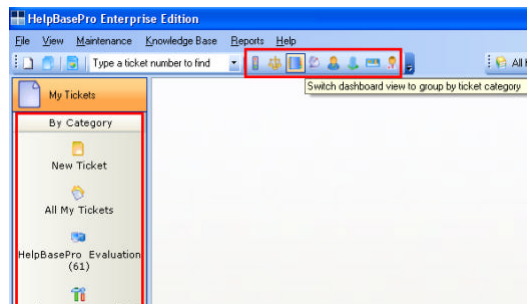 HelpBasePro Enterprise Edition
File View Maintenance Knowledge Base Reports Help
Type a ticket number to find
All
Switch dashboard view to group by ticket category
My Tickets
By Category
New Ticket
All My Tickets
HelpBasePro Evaluation
(61)